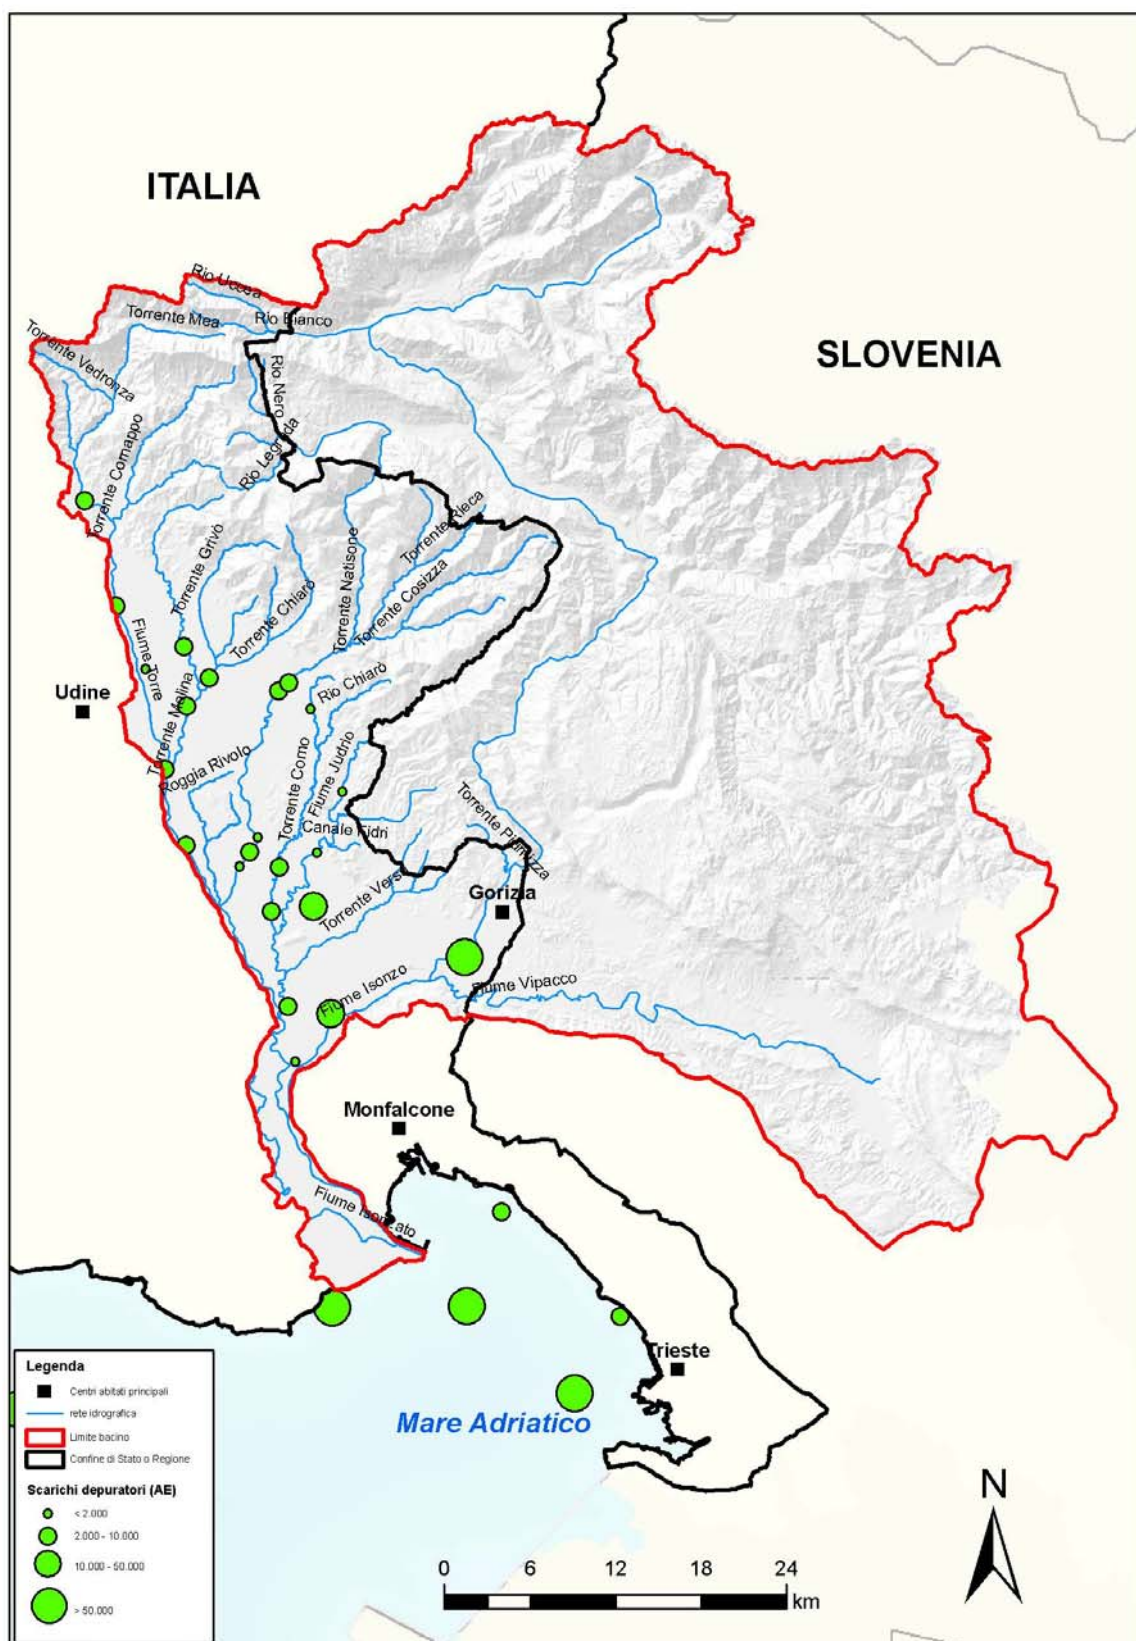 ITALIA
SLOVENIA
Rio Uccea
Torrente Mea
Rio Bianco
Torrente Vedronza
Rio Nero
Torrente Cornappo
Rio Legrada
Torrente Grivò
Torrente Chiarò
Torrente Natisone
Torrente Rieca
Torrente Cosizza
Fiume Torre
Udine
Torrente Malina
Rio Chiarò
Roggia Rivolo
Torrente Corno
Fiume Judrio
Canale Fidri
Torrente Piumizza
Torrente Versa
Gorizia
Fiume Isonzo
Fiume Vipacco
Monfalcone
Fiume Isonzato
Trieste
Mare Adriatico
Legenda
Centri abitati principali
rete idrografica
Limite bacino
Confine di Stato o Regione
Scarichi depuratori (AE)
< 2.000
2.000 - 10.000
10.000 - 50.000
> 50.000
0 6 12 18 24
km
N